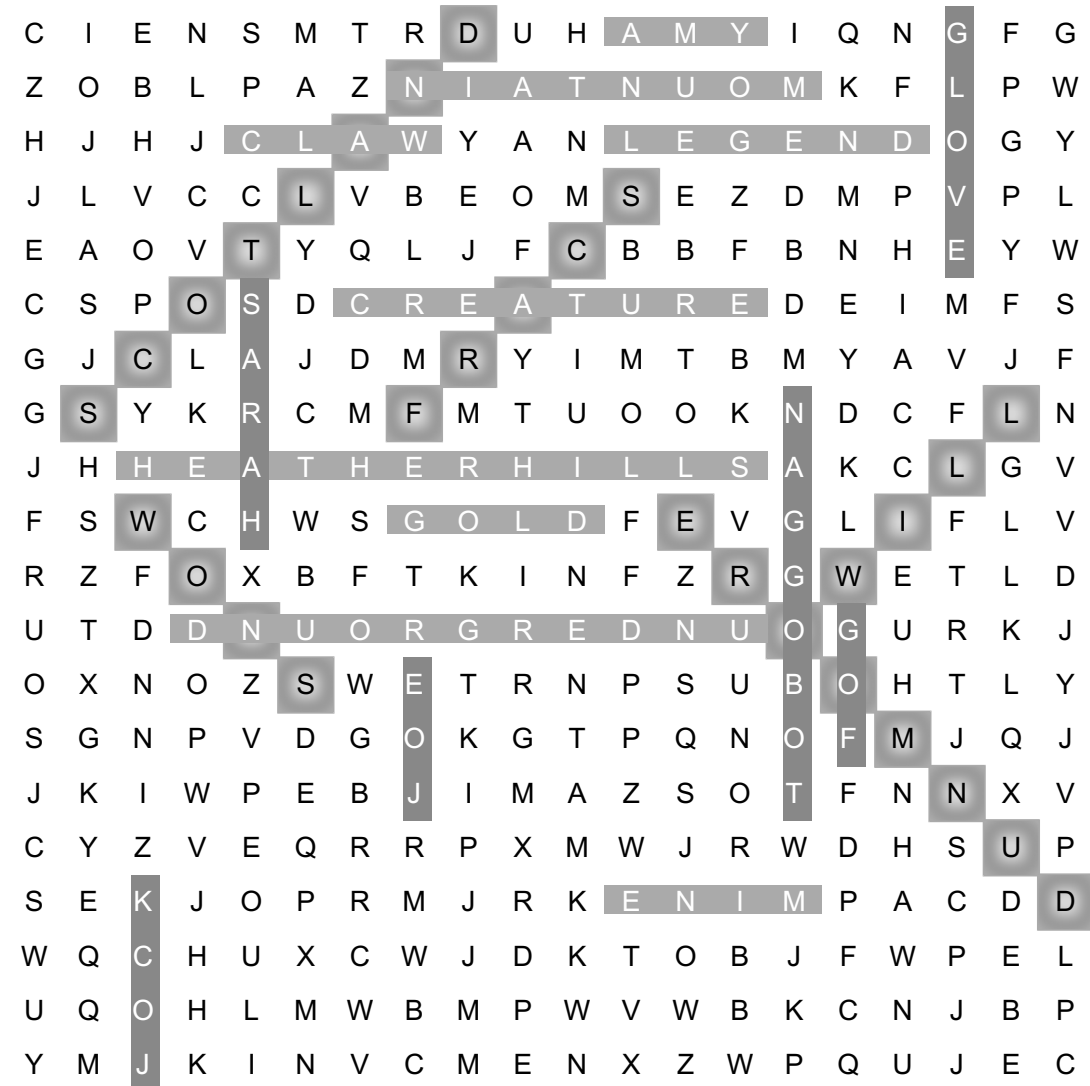 C I E N S M T R D U H A M Y I Q N G F G
Z O B L P A Z N I A T N U O M K F L P W
H J H J C L A W Y A N L E G E N D O G Y
J L V C C L V B E O M S E Z D M P V P L
E A O V T Y Q L J F C B B F B N H E Y W
C S P O S D C R E A T U R E D E I M F S
G J C L A J D M R Y I M T B M Y A V J F
G S Y K R C M F M T U O O K N D C F L N
J H H E A T H E R H I L L S A K C L G V
F S W C H W S G O L D F E V G L I F L V
R Z F O X B F T K I N F Z R G W E T L D
U T D D N U O R G R E D N U O G U R K J
O X N O Z S W E T R N P S U B O H T L Y
S G N P V D G O K G T P Q N O F M J Q J
J K I W P E B J I M A Z S O T F N N X V
C Y Z V E Q R R P X M W J R W D H S U P
S E K J O P R M J R K E N I M P A C D D
W Q C H U X C W J D K T O B J F W P E L
U Q O H L M W B M P W V W B K C N J B P
Y M J K I N V C M E N X Z W P Q U J E C